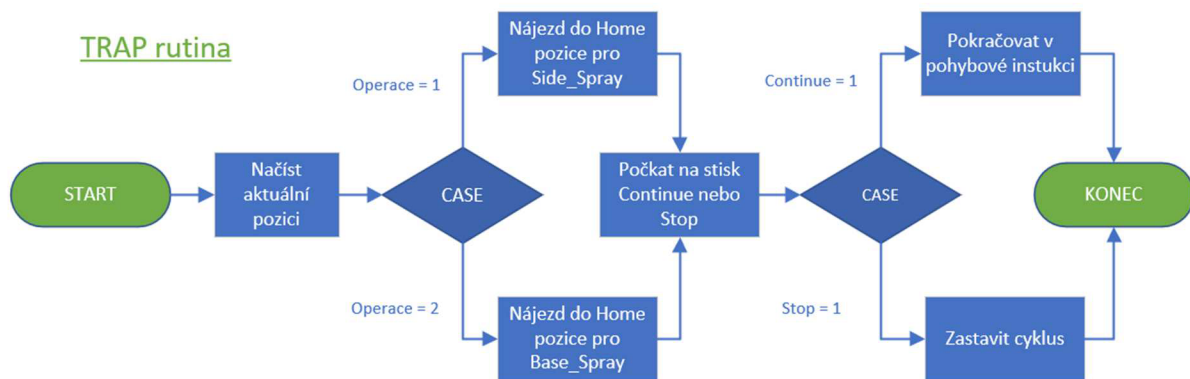 TRAP rutina
START
Načíst
aktuální
pozici
CASE
Operace = 1
Nájezd do Home
pozice pro
Side_Spray
Operace = 2
Nájezd do Home
pozice pro
Base_Spray
Počkat na stisk
Continue nebo
Stop
CASE
Continue = 1
Pokračovat v
pohybové instukci
Stop = 1
Zastavit cyklus
KONEC